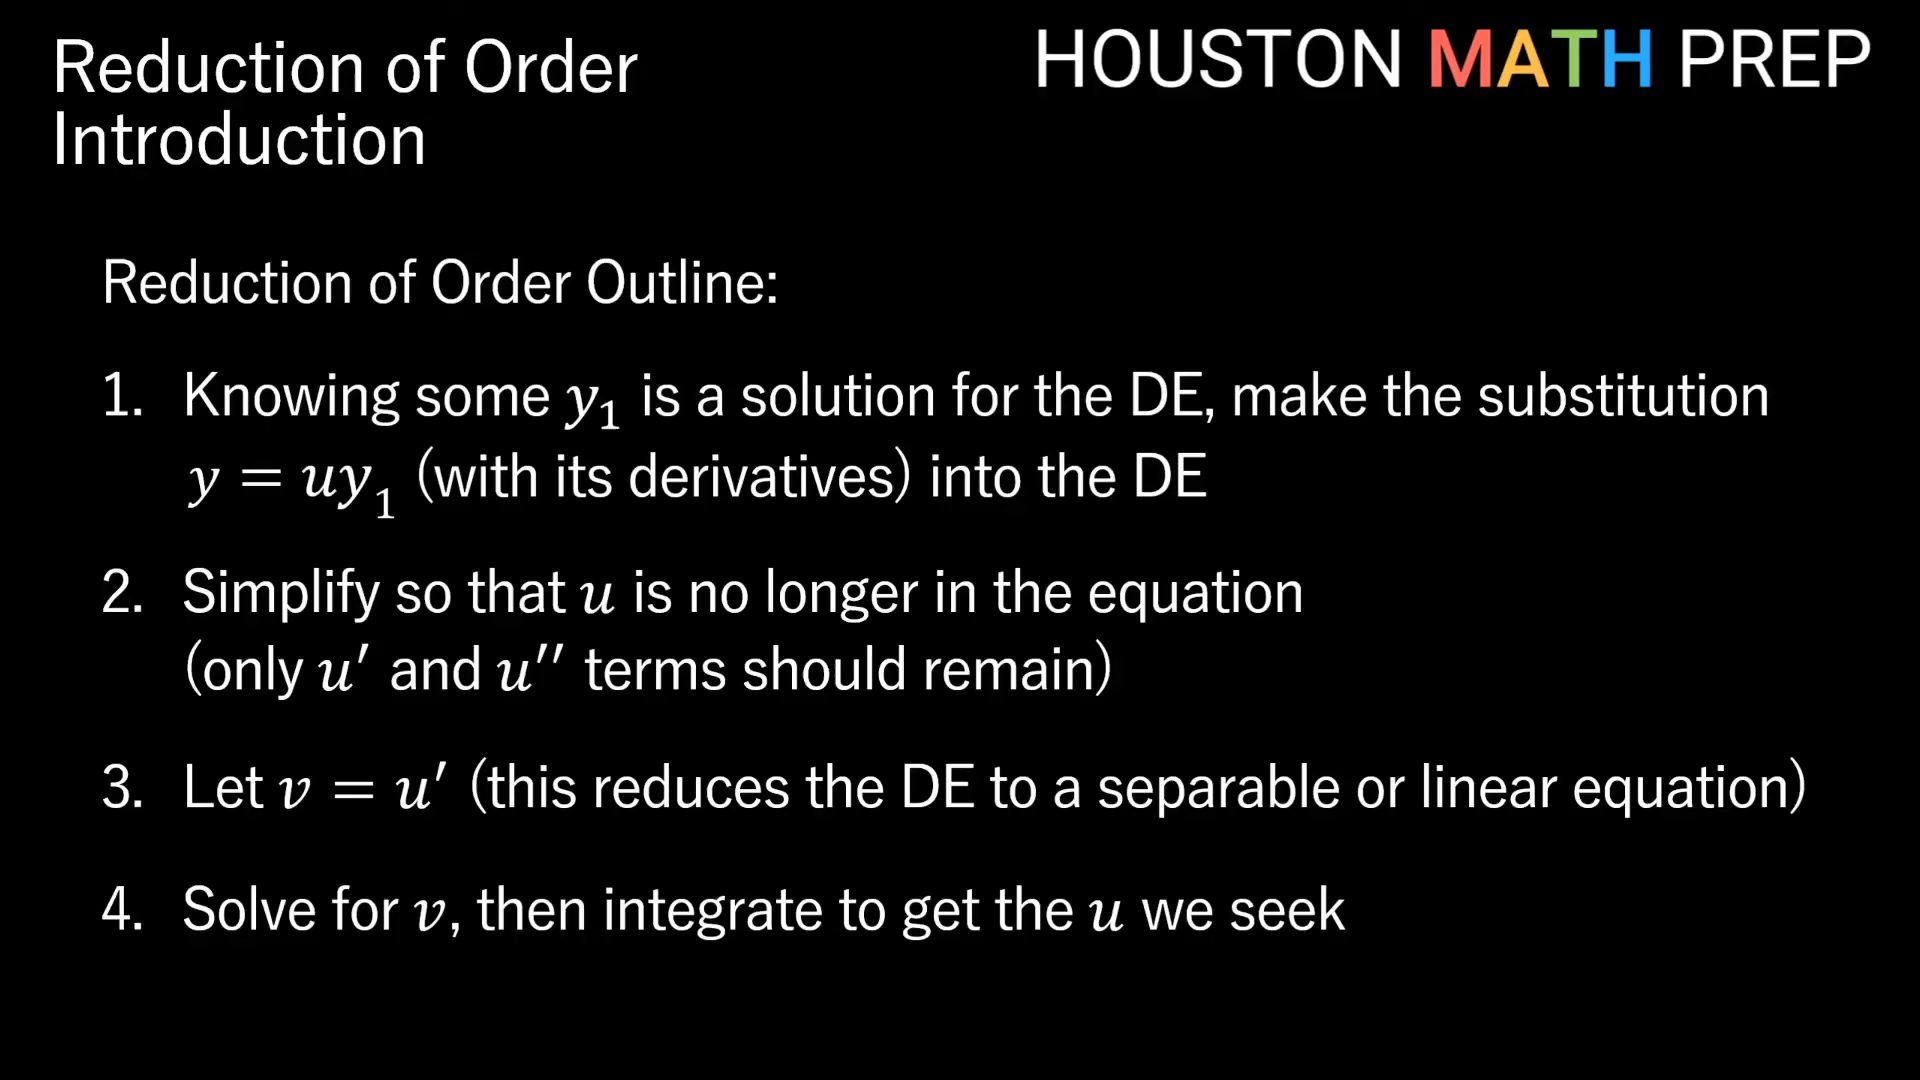 Reduction of Order
Introduction
HOUSTON MATH PREP
Reduction of Order Outline:
1. Knowing some y₁ is a solution for the DE, make the substitution
y = uy₁ (with its derivatives) into the DE
2. Simplify so that u is no longer in the equation
(only u′ and u′′ terms should remain)
3. Let v = u′ (this reduces the DE to a separable or linear equation)
4. Solve for v, then integrate to get the u we seek